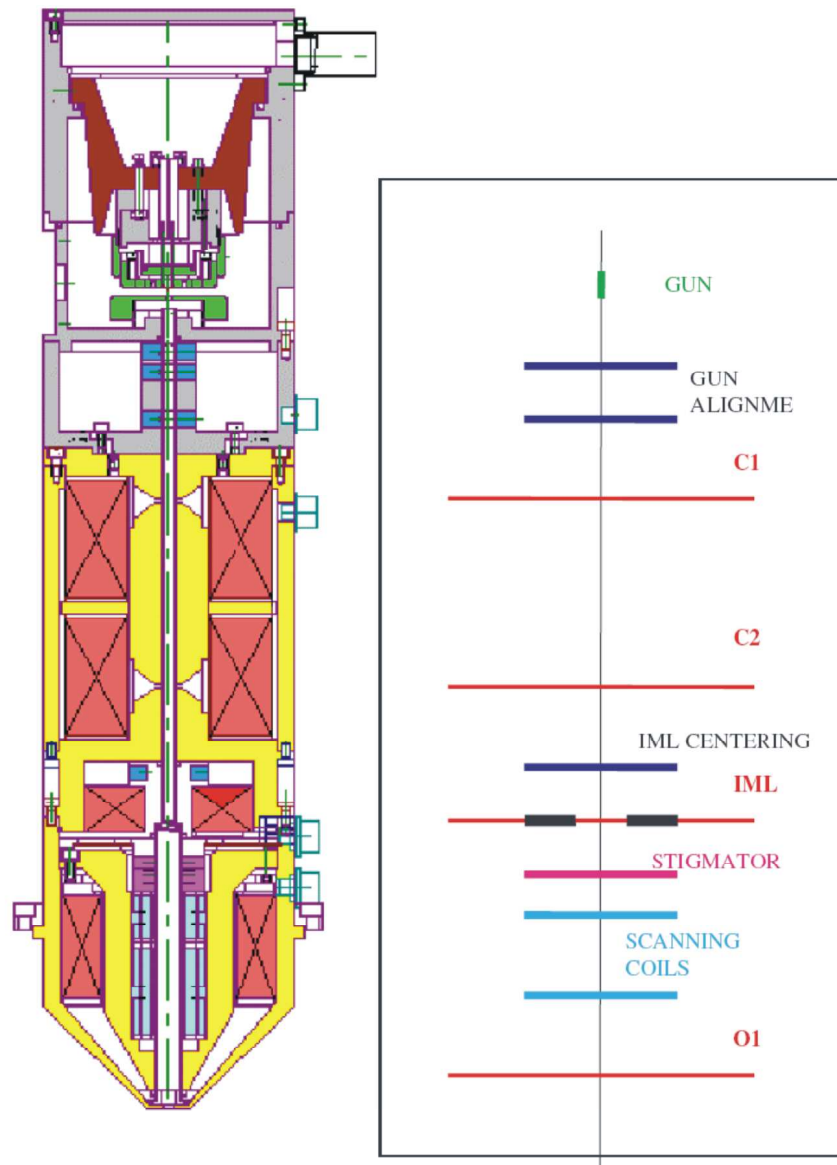 GUN
GUN
ALIGNME
C1
C2
IML CENTERING
IML
STIGMATOR
SCANNING
COILS
O1